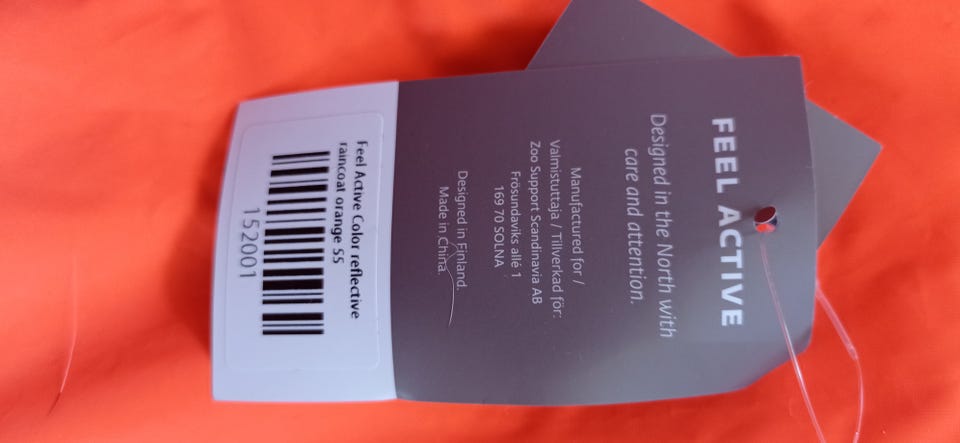 FEEL ACTIVE
Designed in the North with
care and attention.
Manufactured for /
Valmistuttaja / Tillverkad för:
Zoo Support Scandinavia AB
Frösundaviks allé 1
169 70 SOLNA
Designed in Finland.
Made in China.
Feel Active Color reflective
raincoat orange 55
152001